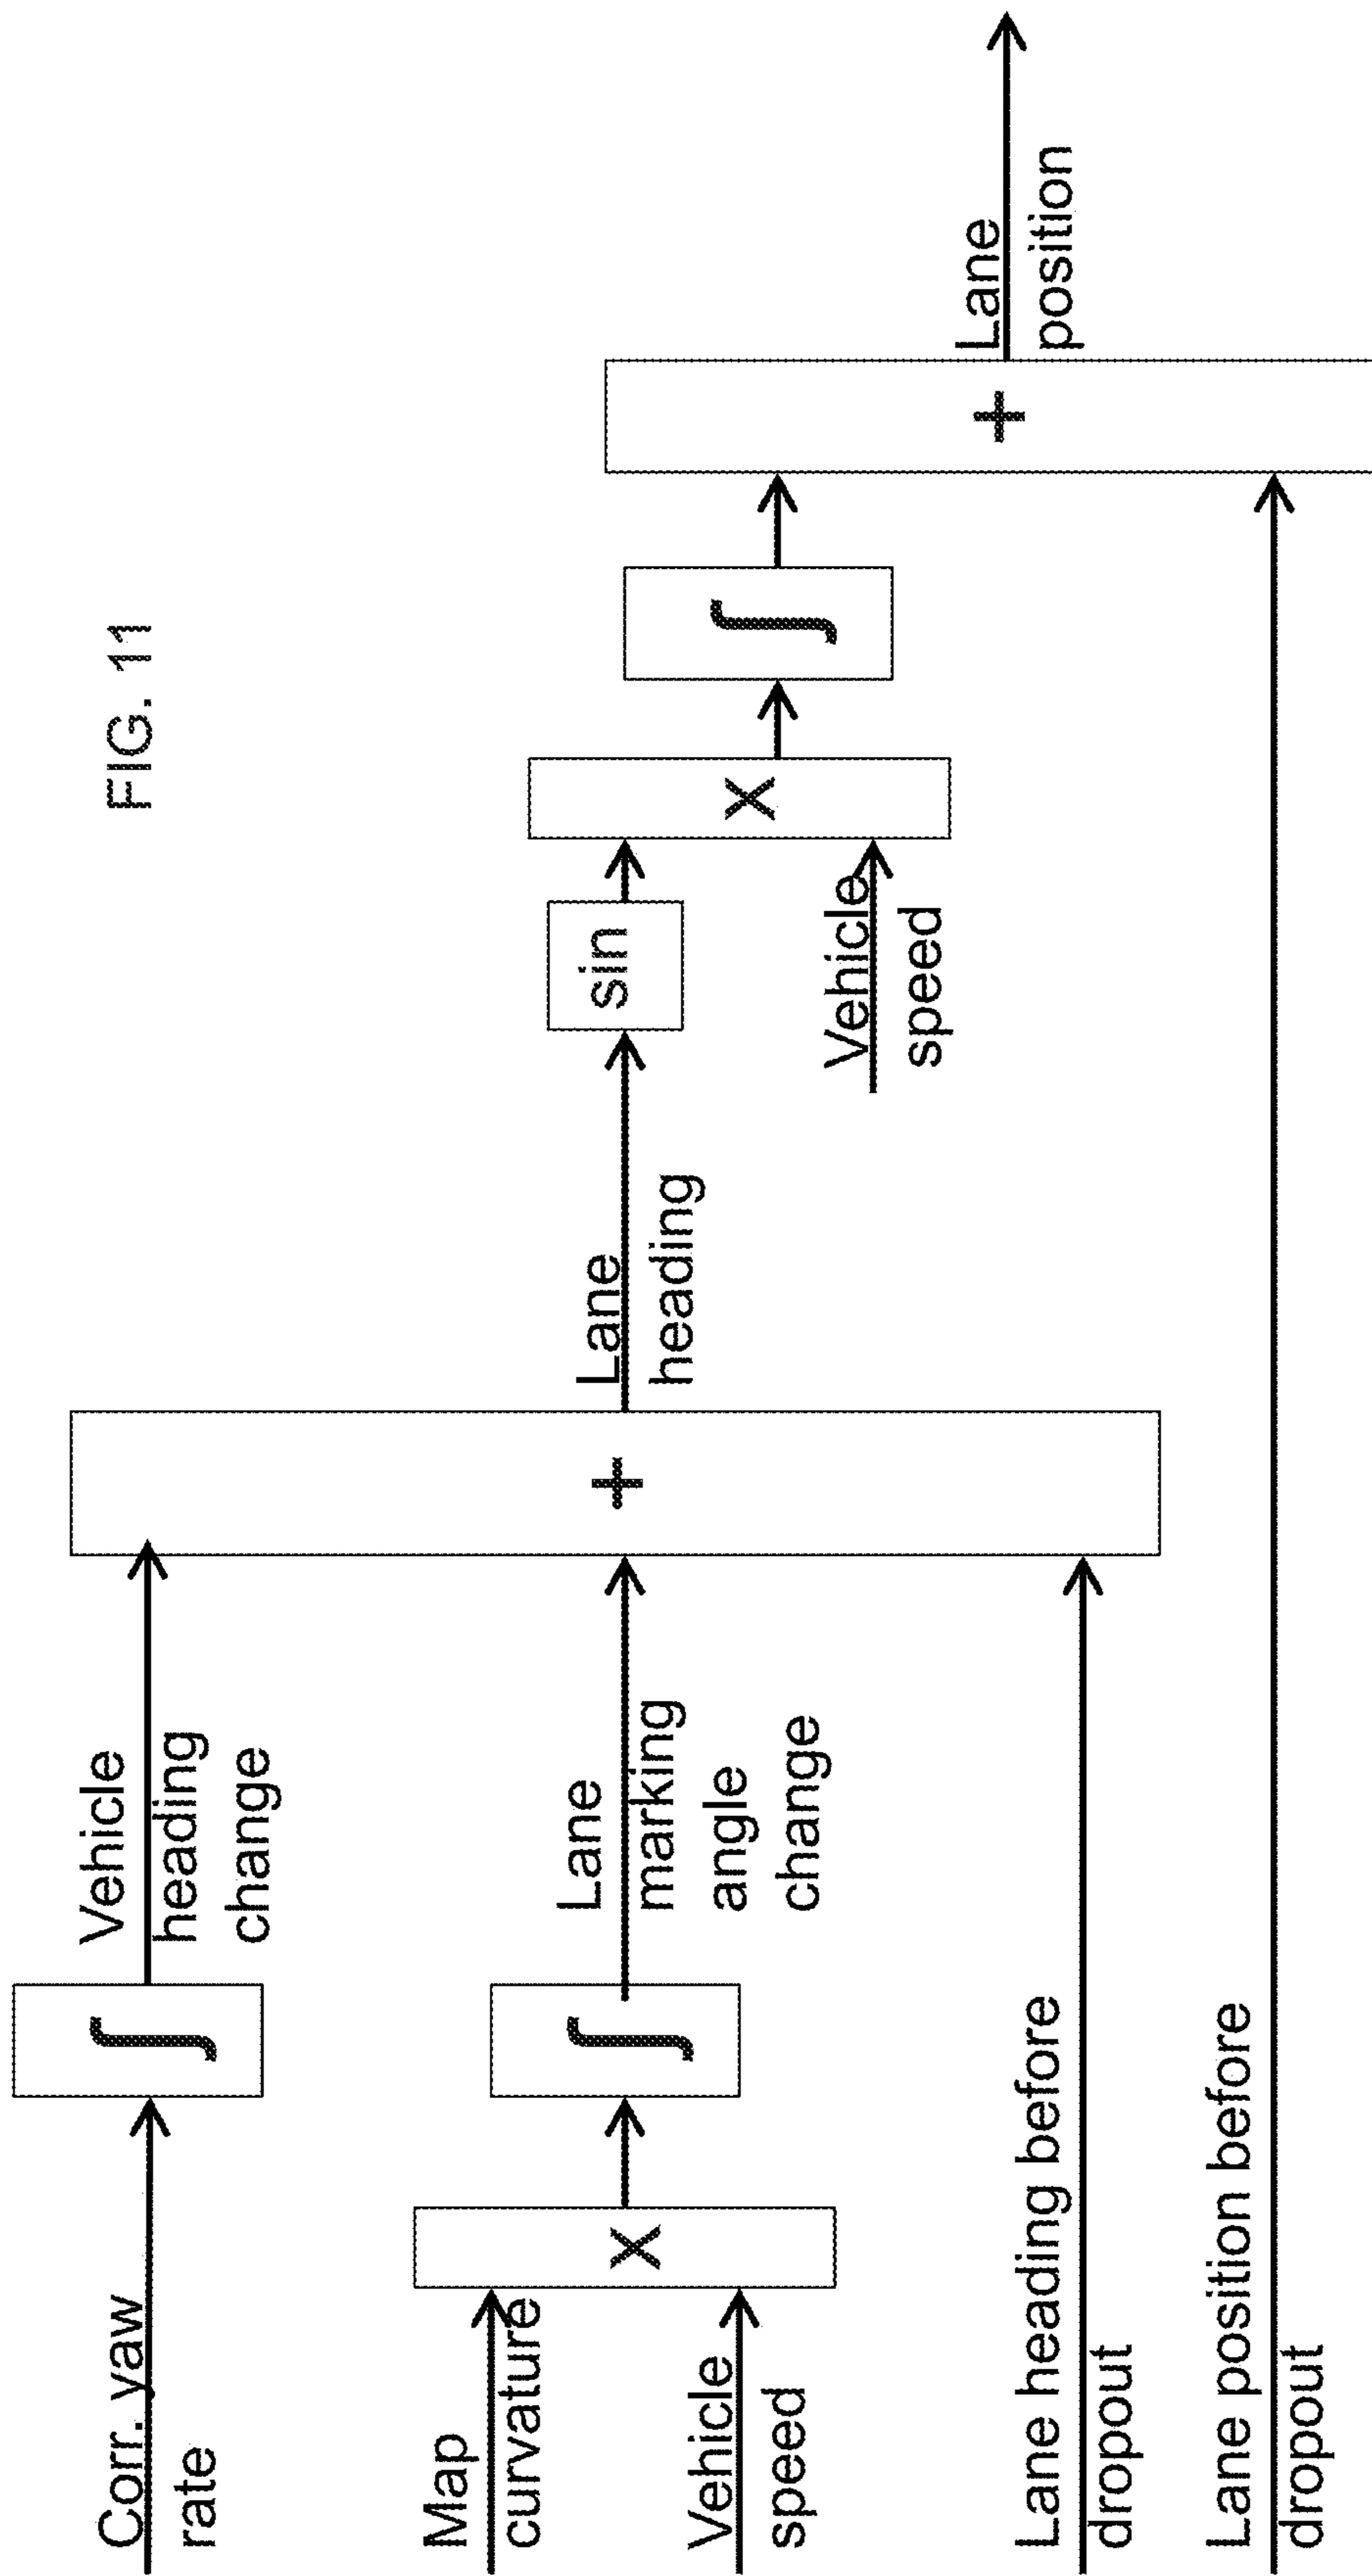 FIG. 11
Corr. yaw
rate
∫
Vehicle
heading
change
Map
curvature
Vehicle
speed
X
∫
Lane
marking
angle
change
Lane heading before
dropout
Lane position before
dropout
+
Lane
heading
sin
Vehicle
speed
X
∫
+
Lane
position